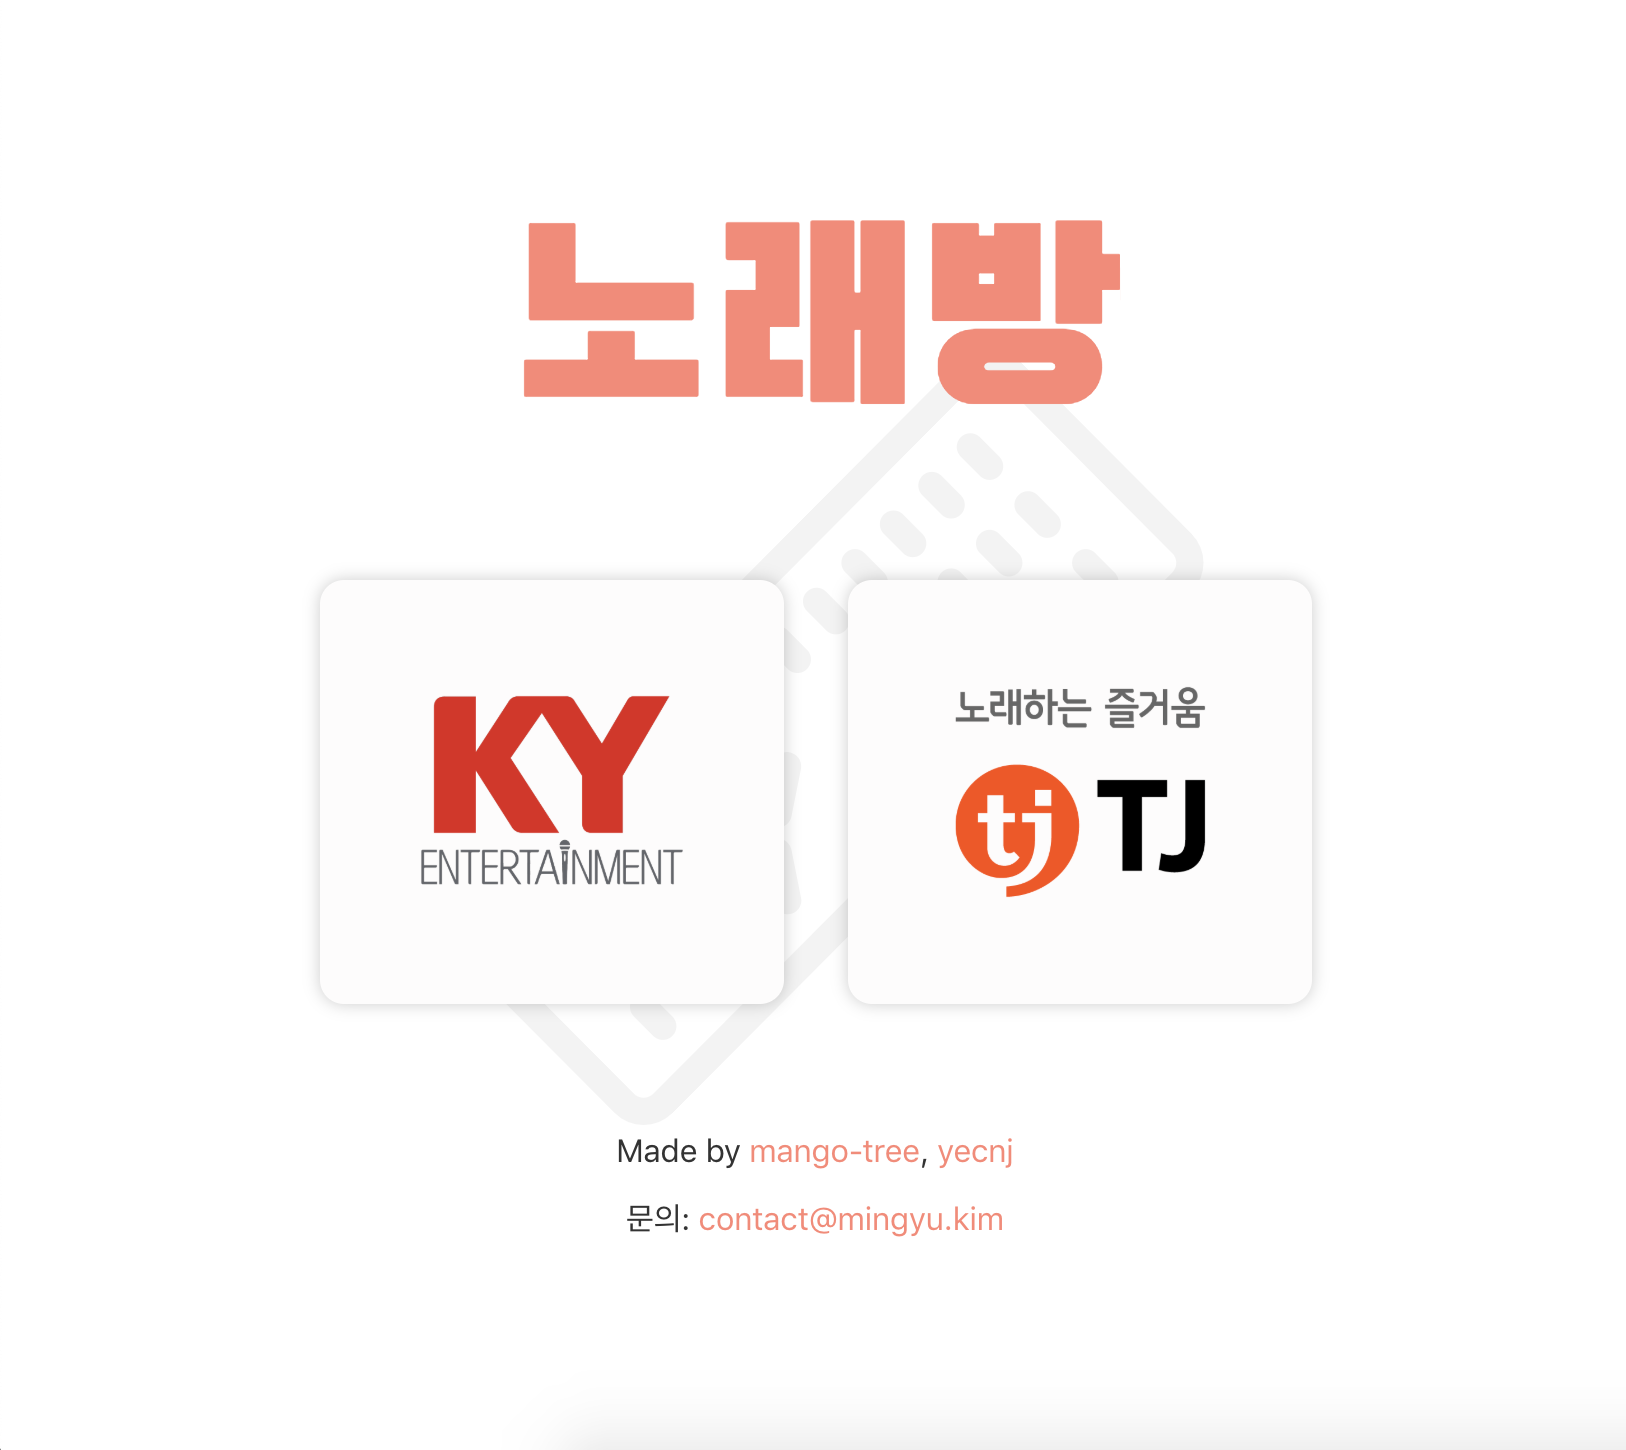 노래방
KY
ENTERTAINMENT
노래하는 즐거움
tj TJ
Made by mango-tree, yecnj
문의: contact@mingyu.kim